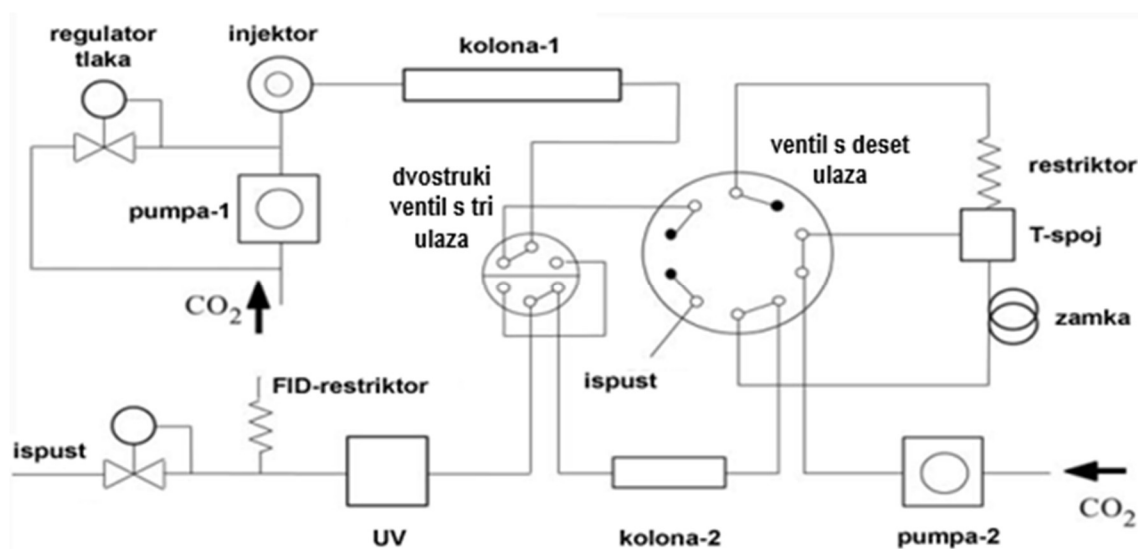 regulator
tlaka
injektor
kolona-1
ventil s deset
ulaza
restriktor
dvostruki
ventil s tri
ulaza
pumpa-1
T-spoj
CO2
zamka
ispust
FID-restriktor
ispust
UV
kolona-2
pumpa-2
CO2